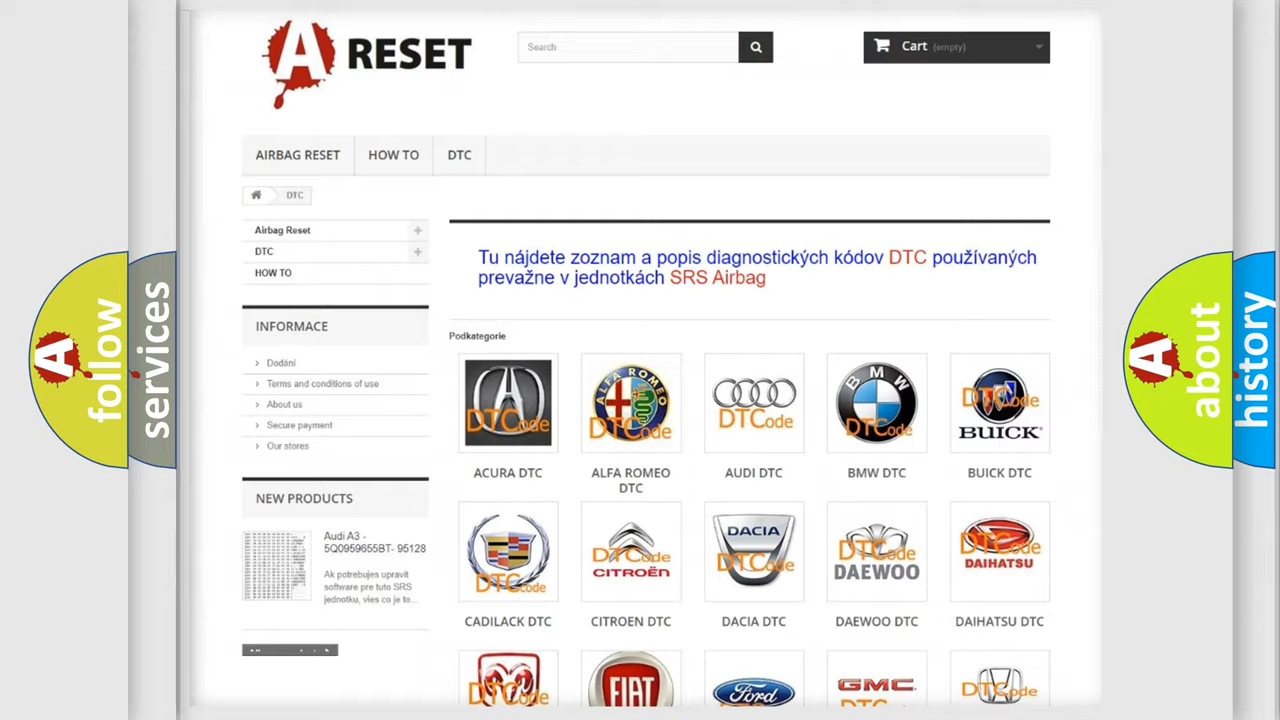 A RESET
Search
Cart (empty)
AIRBAG RESET
HOW TO
DTC
DTC
Airbag Reset
DTC
HOW TO
INFORMACE
Dodání
Terms and conditions of use
About us
Secure payment
Our stores
NEW PRODUCTS
Audi A3 -
5Q0959655BT- 95128
Ak potrebujes upravit
software pre tuto SRS
jednotku, vies co je to...
Tu nájdete zoznam a popis diagnostických kódov DTC používaných
prevažne v jednotkách SRS Airbag
Podkategorie
DTCode
ALFA ROMEO
DTCode
DTCode
BMW
DTCode
DTCode
BUICK
ACURA DTC
ALFA ROMEO
DTC
AUDI DTC
BMW DTC
BUICK DTC
DTCode
DTCode
CITROËN
DACIA
DTCode
DTCode
DAEWOO
DTCode
DAIHATSU
CADILACK DTC
CITROEN DTC
DACIA DTC
DAEWOO DTC
DAIHATSU DTC
DTCode
FIAT
Ford
GMC
DTCode
A
follow
services
A
about
history